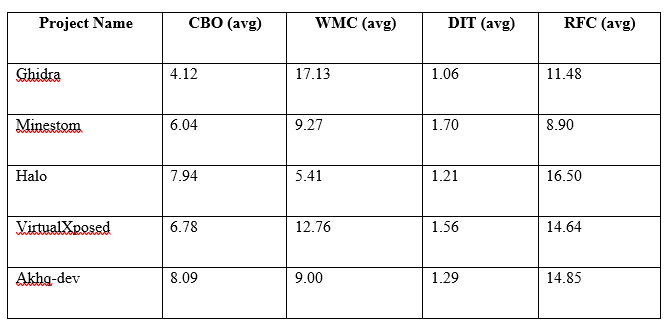 Project Name CBO (avg) WMC (avg) DIT (avg) RFC (avg)
Ghidra 4.12 17.13 1.06 11.48
Minestom 6.04 9.27 1.70 8.90
Halo 7.94 5.41 1.21 16.50
VirtualXposed 6.78 12.76 1.56 14.64
Akhq-dev 8.09 9.00 1.29 14.85